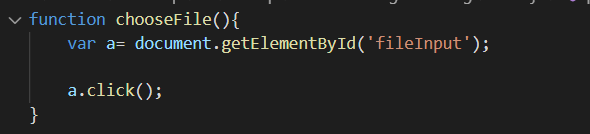 function chooseFile(){
var a= document.getElementById('fileInput');
a.click();
}